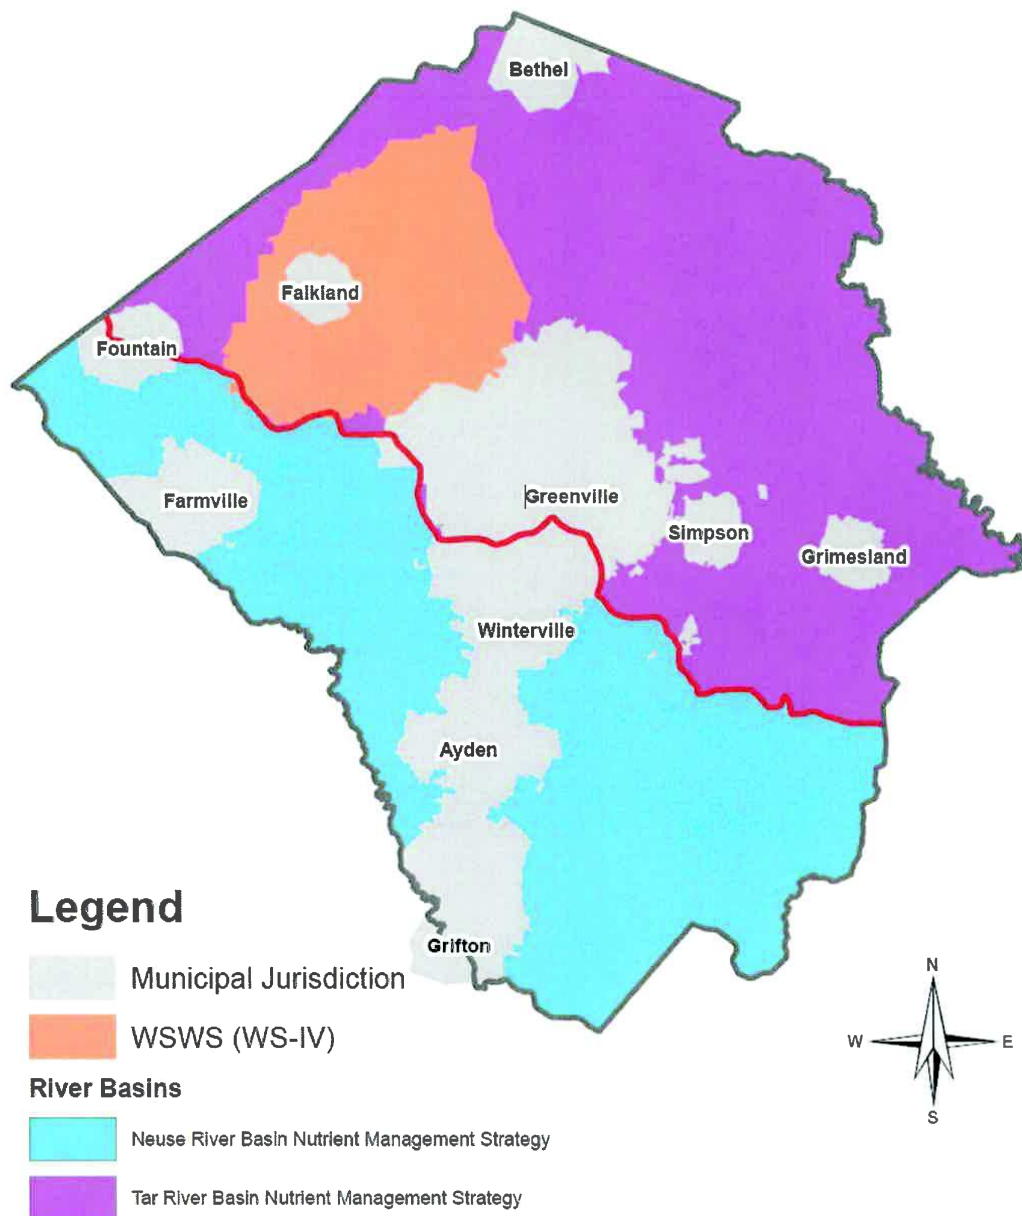 Bethel
Falkland
Fountain
Farmville
Greenville
Simpson
Grimesland
Winterville
Ayden
Grifton
Legend
Municipal Jurisdiction
WSWS (WS-IV)
River Basins
Neuse River Basin Nutrient Management Strategy
Tar River Basin Nutrient Management Strategy
N
W
E
S